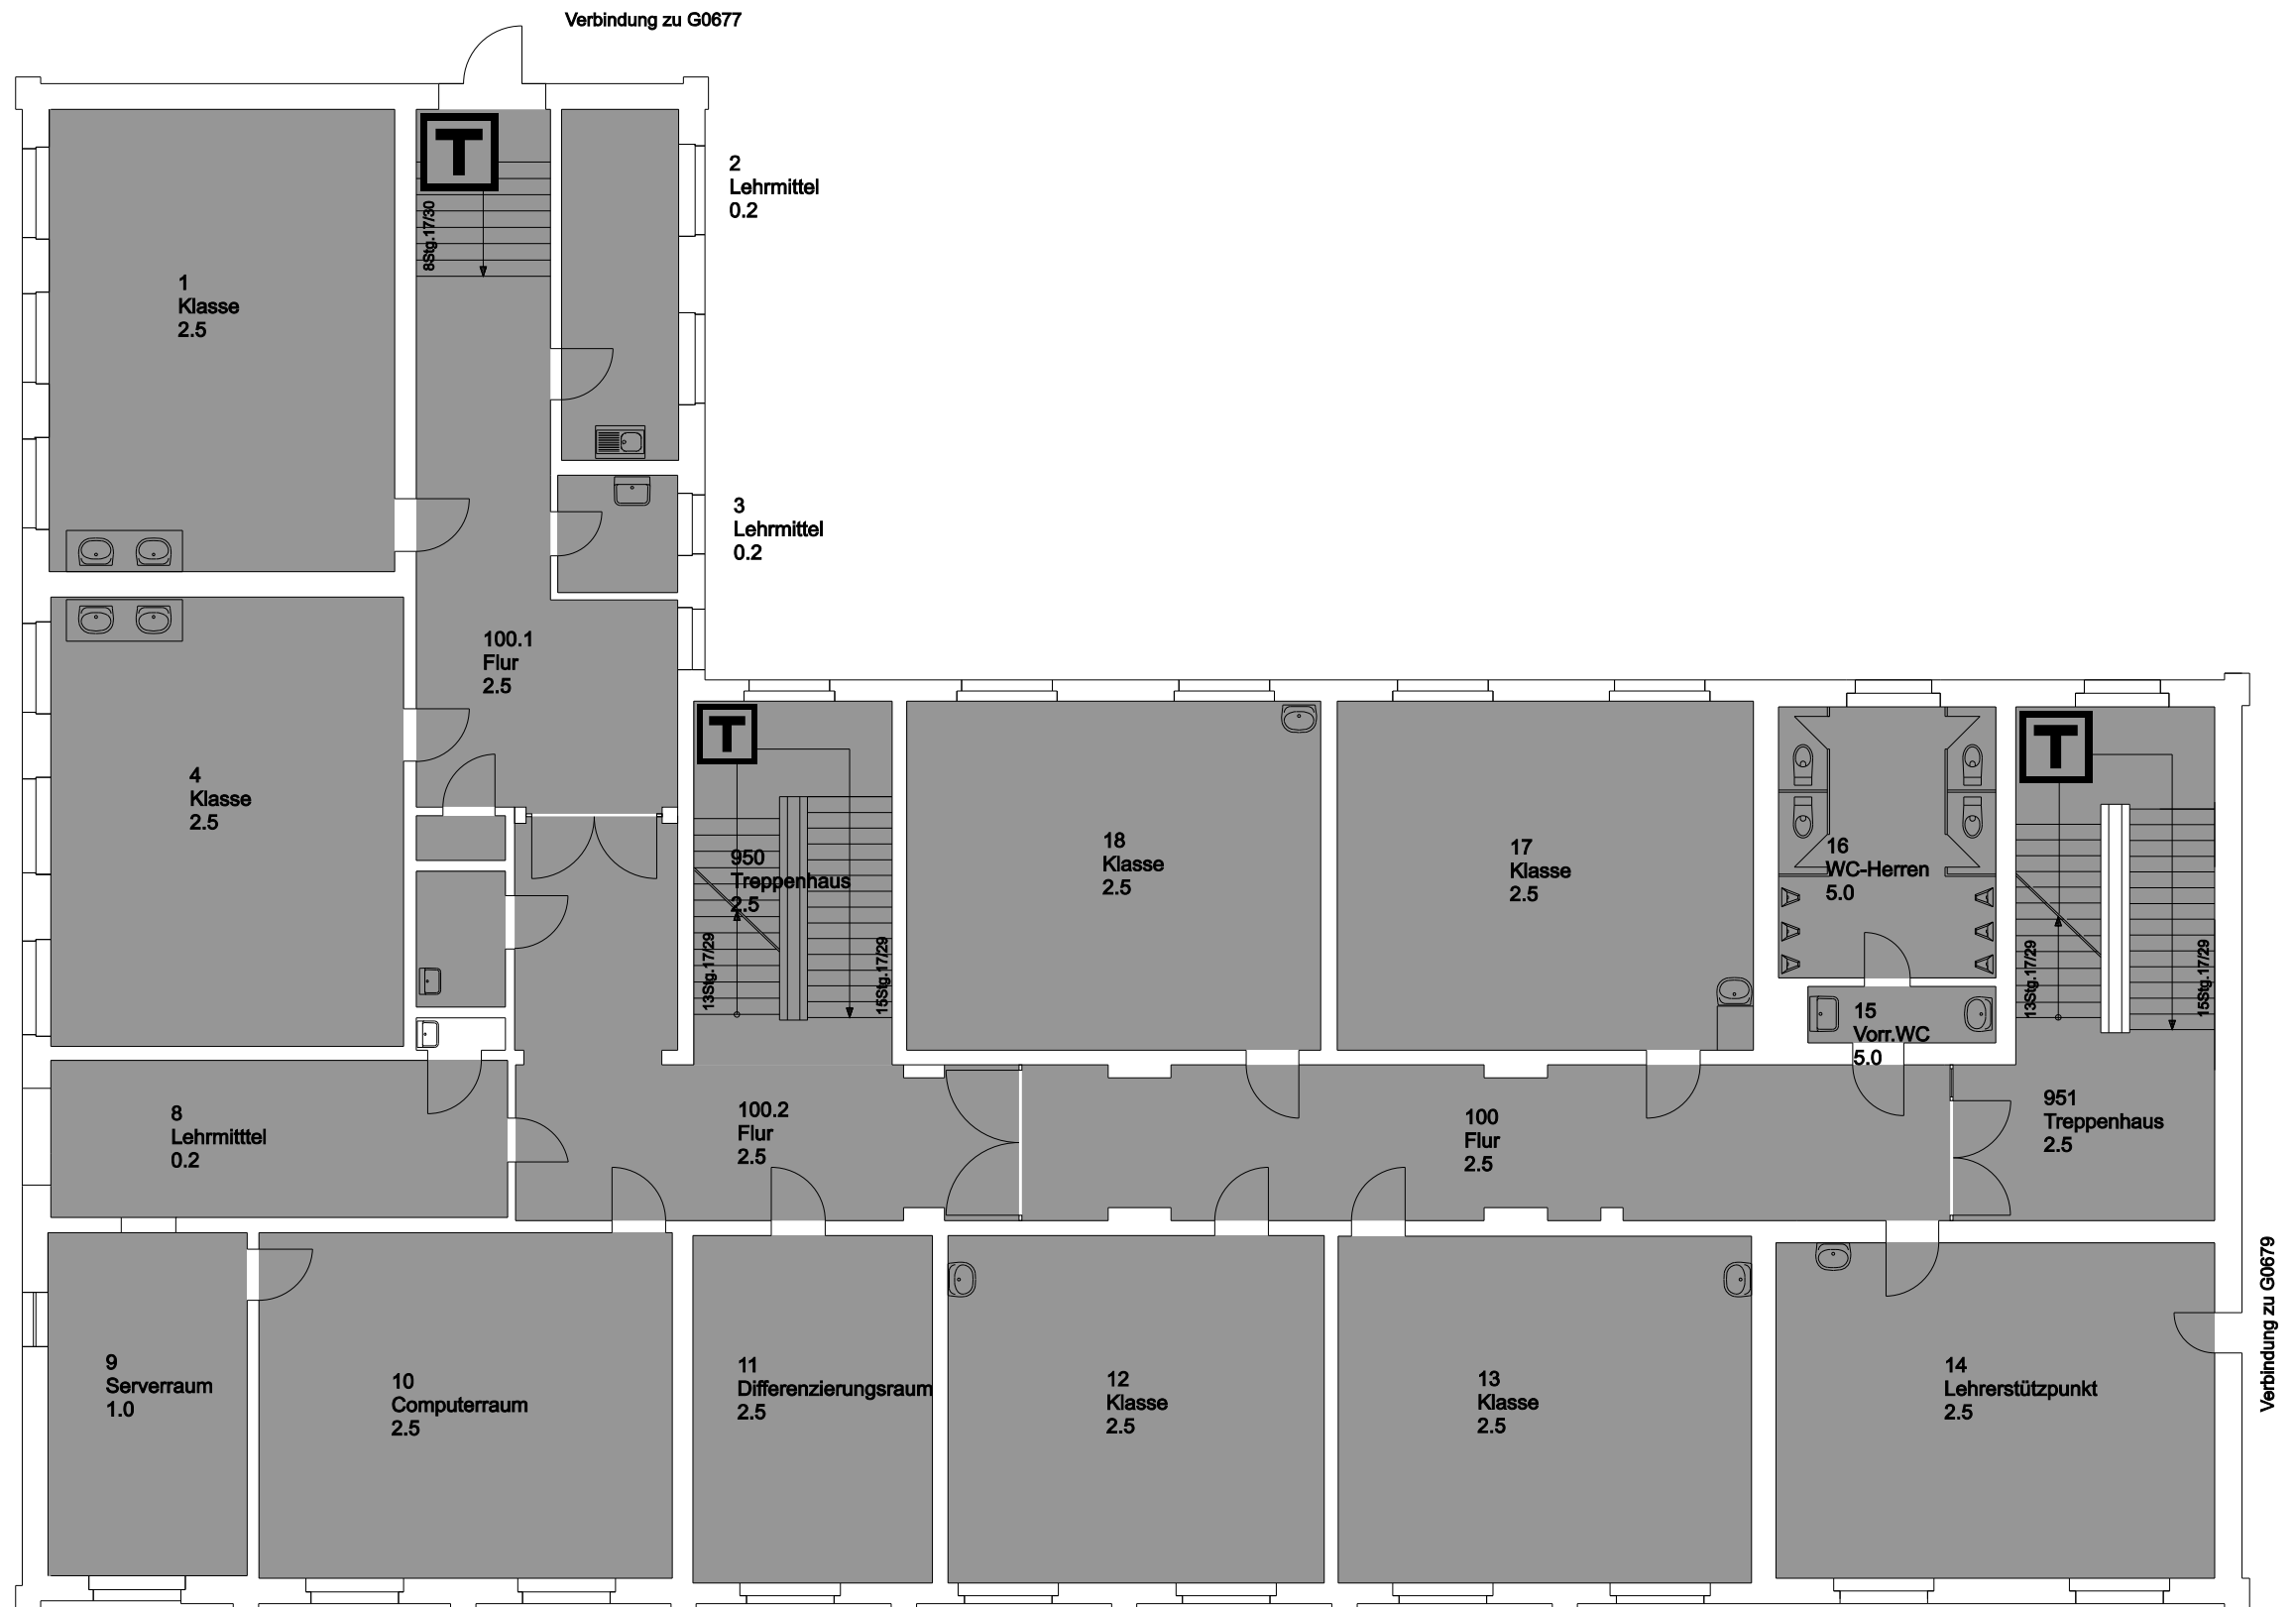 Verbindung zu G0677
T
8Stg.17/30
2
Lehrmittel
0.2
1
Klasse
2.5
3
Lehrmittel
0.2
100.1
Flur
2.5
4
Klasse
2.5
T
950
Treppenhaus
2.5
13Stg.17/29
15Stg.17/29
18
Klasse
2.5
17
Klasse
2.5
16
WC-Herren
5.0
T
13Stg.17/29
15Stg.17/29
15
Vorr.WC
5.0
8
Lehrmitttel
0.2
100.2
Flur
2.5
100
Flur
2.5
951
Treppenhaus
2.5
9
Serverraum
1.0
10
Computerraum
2.5
11
Differenzierungsraum
2.5
12
Klasse
2.5
13
Klasse
2.5
14
Lehrerstützpunkt
2.5
Verbindung zu G0679